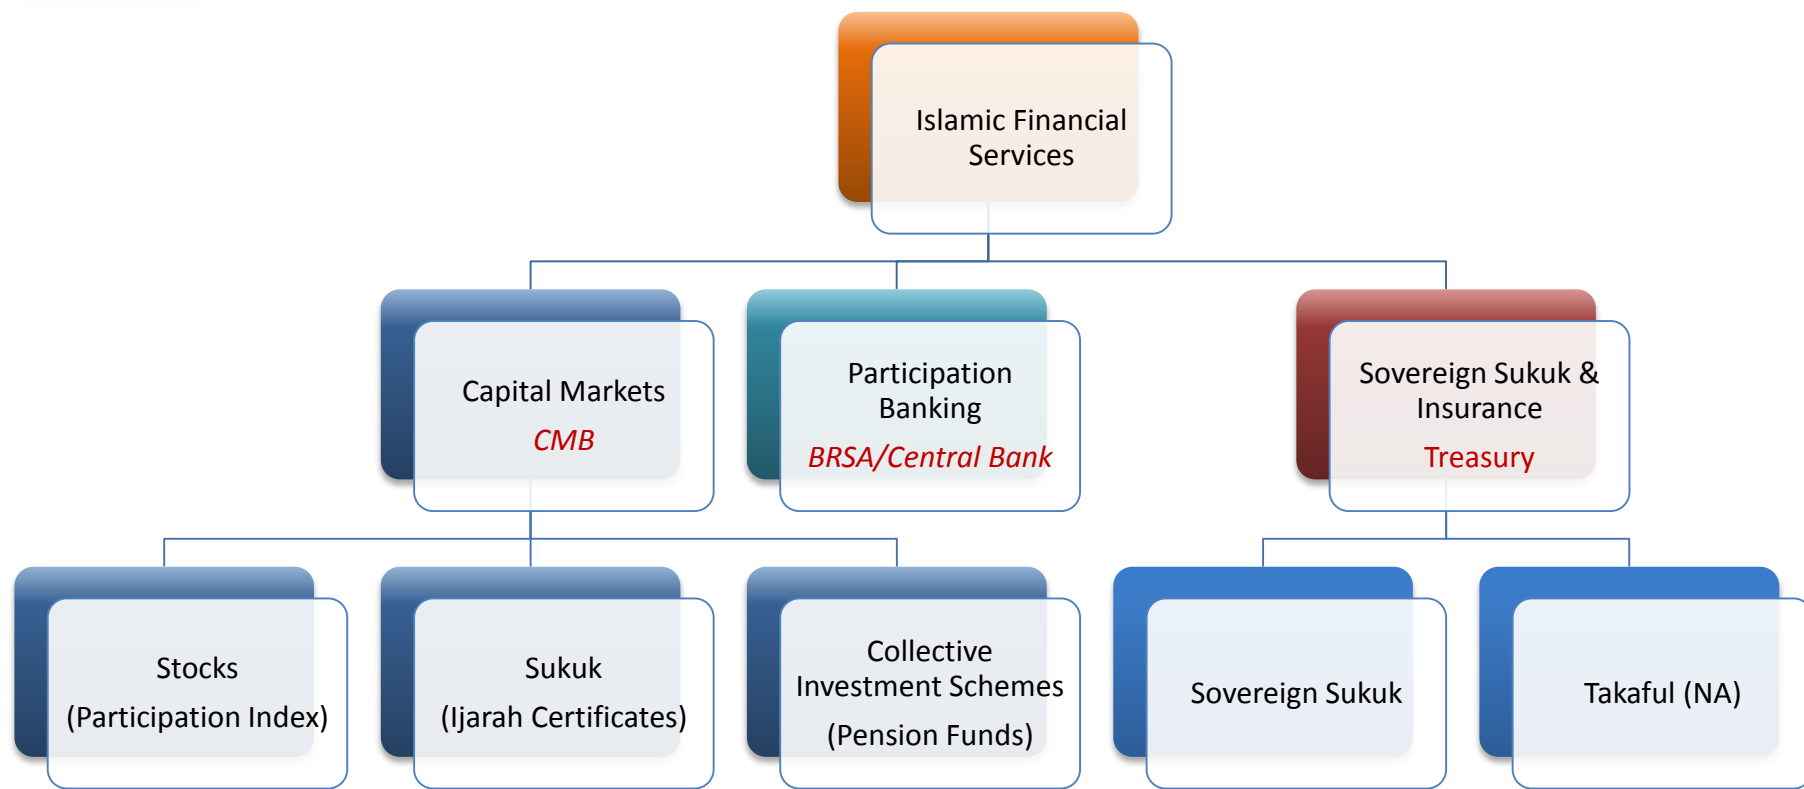 Islamic Financial
Services
Capital Markets
CMB
Participation
Banking
BRSA/Central Bank
Sovereign Sukuk &
Insurance
Treasury
Stocks
(Participation Index)
Sukuk
(Ijarah Certificates)
Collective
Investment Schemes
(Pension Funds)
Sovereign Sukuk
Takaful (NA)